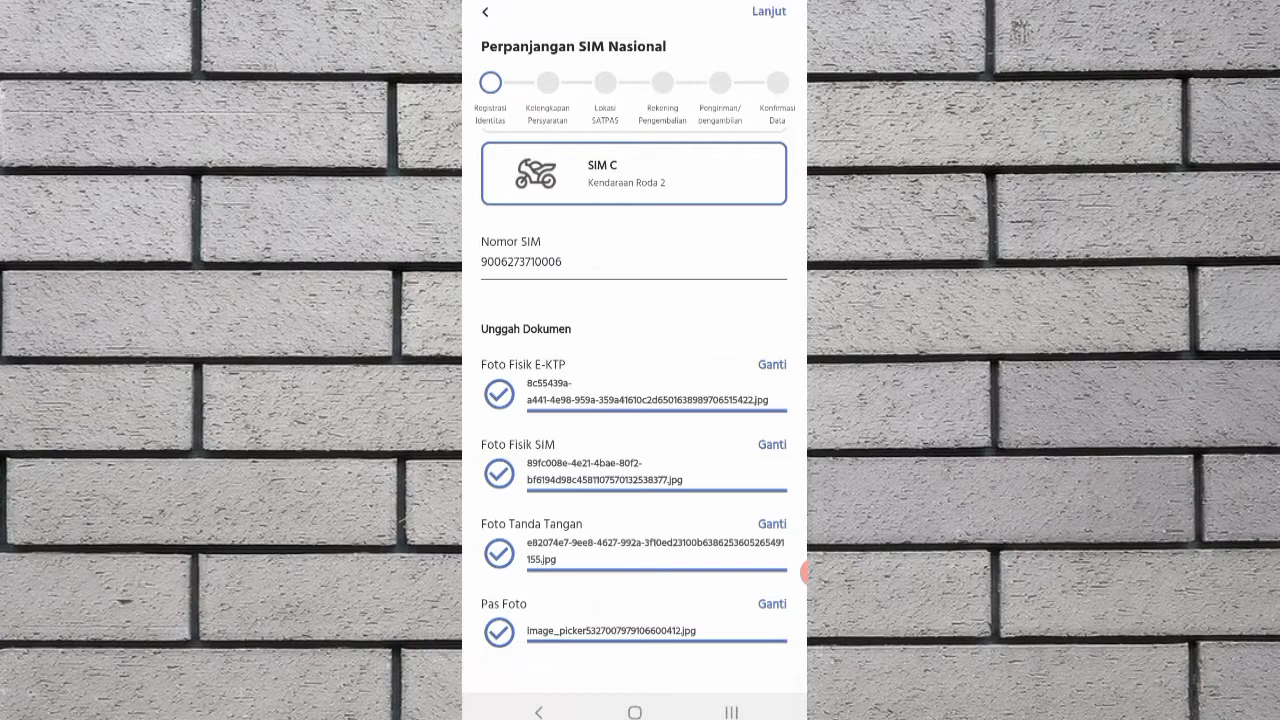 Lanjut
Perpanjangan SIM Nasional
Registrasi Identitas
Kelengkapan Persyaratan
Lokasi SATPAS
Rekening Pengembalian
Pengiriman/ pengambilan
Konfirmasi Data
SIM C
Kendaraan Roda 2
Nomor SIM
9006273710006
Unggah Dokumen
Foto Fisik E-KTP Ganti
8c55439a-
a441-4e98-959a-359a41610c2d6501638989706515422.jpg
Foto Fisik SIM Ganti
89fc008e-4e21-4bae-80f2-
bf6194d98c4581107570132538377.jpg
Foto Tanda Tangan Ganti
e82074e7-9ee8-4627-992a-3f10ed23100b6386253605265491
155.jpg
Pas Foto Ganti
image_picker5327007979106600412.jpg